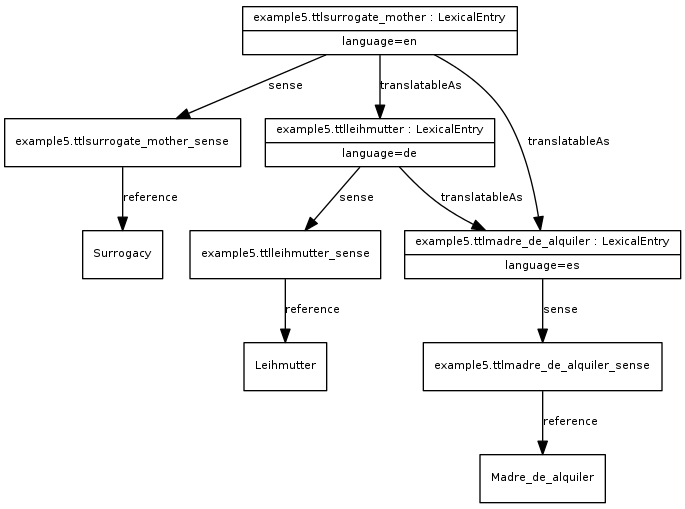 example5.ttlsurrogate_mother : LexicalEntry
language=en
sense
translatableAs
example5.ttlsurrogate_mother_sense
example5.ttlleihmutter : LexicalEntry
language=de
translatableAs
reference
sense
translatableAs
Surrogacy
example5.ttlleihmutter_sense
example5.ttlmadre_de_alquiler : LexicalEntry
language=es
reference
sense
Leihmutter
example5.ttlmadre_de_alquiler_sense
reference
Madre_de_alquiler